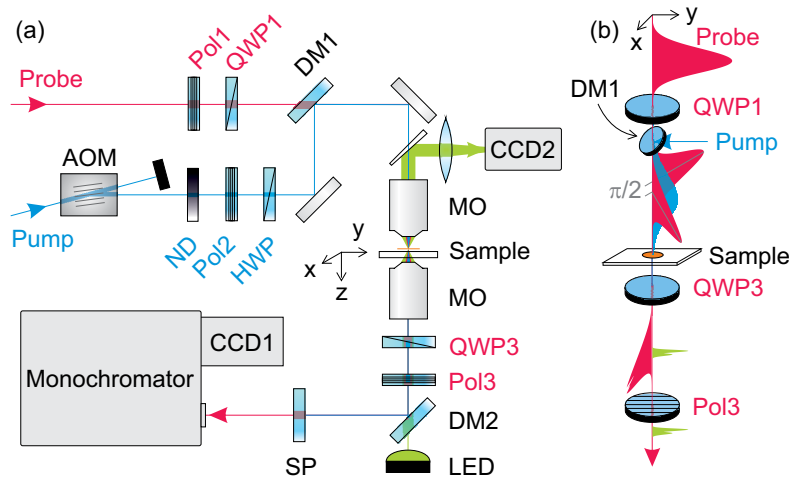 (a)
Probe
Pol1
QWP1
DM1
AOM
Pump
ND
Pol2
HWP
CCD2
MO
Sample
MO
y
x
z
QWP3
Pol3
DM2
LED
SP
CCD1
Monochromator
(b)
y
x
Probe
DM1
QWP1
Pump
π/2
Sample
QWP3
Pol3